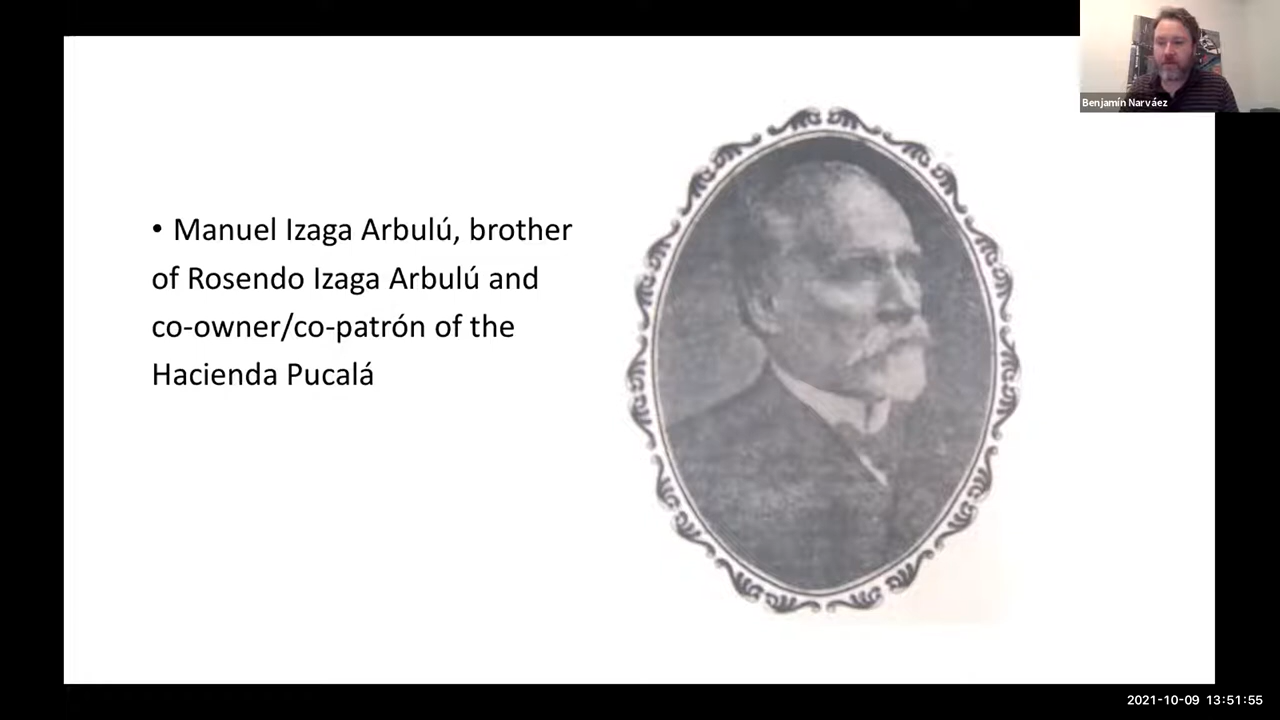 Benjamín Narváez
• Manuel Izaga Arbulú, brother
of Rosendo Izaga Arbulú and
co-owner/co-patrón of the
Hacienda Pucalá
2021-10-09 13:51:55